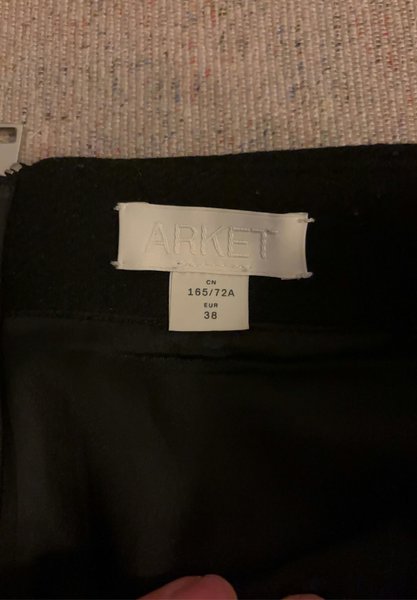 ARKET
CN
165/72A
EUR
38